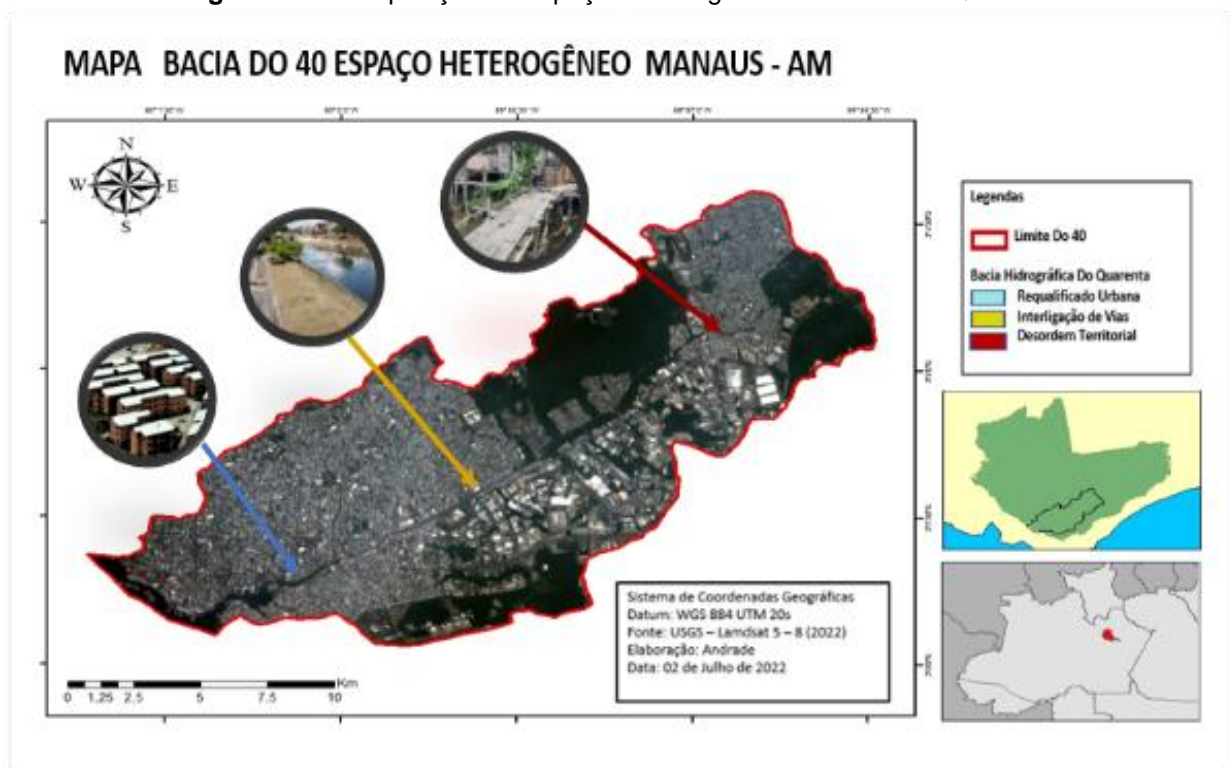 MAPA BACIA DO 40 ESPAÇO HETEROGÊNEO MANAUS - AM
N
W
E
S
Legendas
Limite Do 40
Bacia Hidrográfica Do Quarenta
Requalificado Urbana
Interligação de Vias
Desordem Territorial
Sistema de Coordenadas Geográficas
Datum: WGS 884 UTM 20s
Fonte: USGS – Lamdsat 5 – 8 (2022)
Elaboração: Andrade
Data: 02 de Julho de 2022
Km
0 1.25 2.5 5 7.5 10